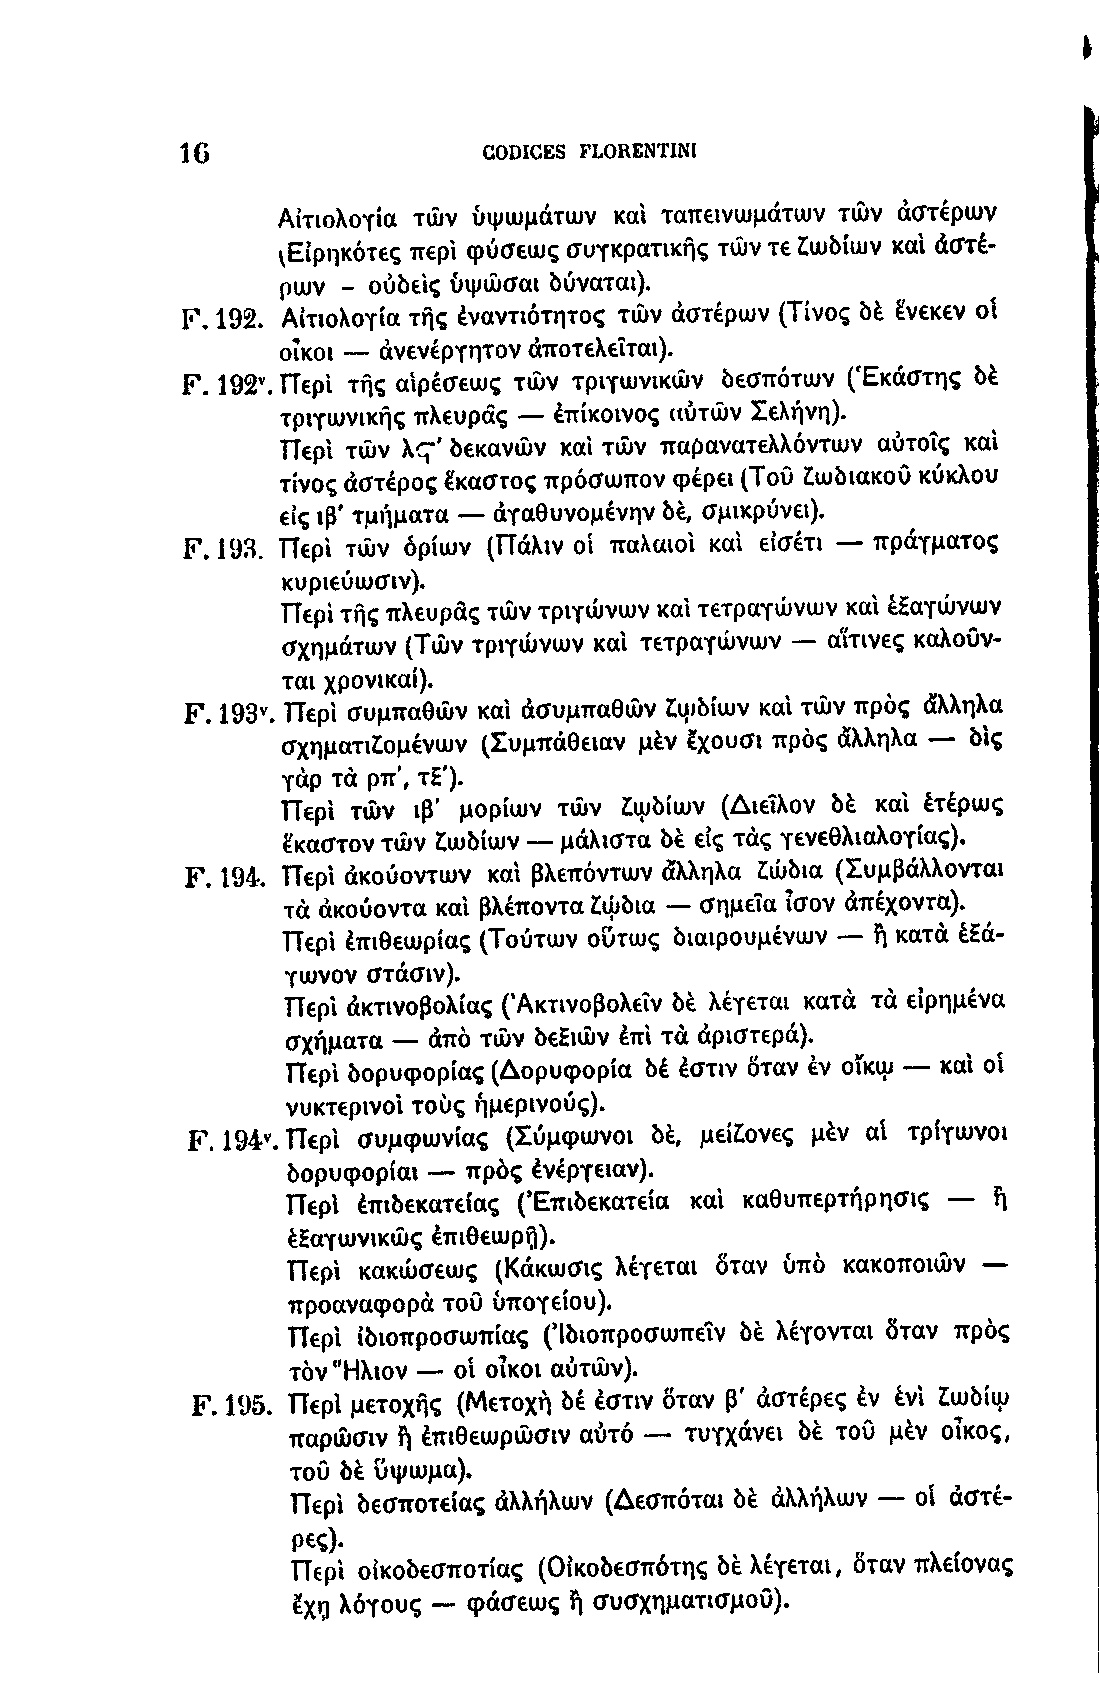 16 CODICES FLORENTINI
Αἰτιολογία τῶν ὑψωμάτων καὶ ταπεινωμάτων τῶν ἀστέρων
(Εἰρηκότες περὶ φύσεως συγκρατικῆς τῶν τε ζωδίων καὶ ἀστέ-
ρων – οὐδεὶς ὑψῶσαι δύναται).
F. 192. Αἰτιολογία τῆς ἐναντιότητος τῶν ἀστέρων (Τίνος δὲ ἕνεκεν οἱ
οἶκοι — ἀνενέργητον ἀποτελεῖται).
F. 192ᵛ. Περὶ τῆς αἱρέσεως τῶν τριγωνικῶν δεσπότων (Ἑκάστης δὲ
τριγωνικῆς πλευρᾶς — ἐπίκοινος αὐτῶν Σελήνη).
Περὶ τῶν λϛ′ δεκανῶν καὶ τῶν παρανατελλόντων αὐτοῖς καὶ
τίνος ἀστέρος ἕκαστος πρόσωπον φέρει (Τοῦ ζωδιακοῦ κύκλου
εἰς ιβ′ τμήματα — ἀγαθυνομένην δὲ, σμικρύνει).
F. 193. Περὶ τῶν ὁρίων (Πάλιν οἱ παλαιοὶ καὶ εἰσέτι — πράγματος
κυριεύωσιν).
Περὶ τῆς πλευρᾶς τῶν τριγώνων καὶ τετραγώνων καὶ ἑξαγώνων
σχημάτων (Τῶν τριγώνων καὶ τετραγώνων — αἵτινες καλοῦν-
ται χρονικαί).
F. 193ᵛ. Περὶ συμπαθῶν καὶ ἀσυμπαθῶν ζῳδίων καὶ τῶν πρὸς ἄλληλα
σχηματιζομένων (Συμπάθειαν μὲν ἔχουσι πρὸς ἄλληλα — δὶς
γὰρ τὰ ρπ′, τξ′).
Περὶ τῶν ιβ′ μορίων τῶν ζῳδίων (Διεῖλον δὲ καὶ ἑτέρως
ἕκαστον τῶν ζωδίων — μάλιστα δὲ εἰς τὰς γενεθλιαλογίας).
F. 194. Περὶ ἀκούοντων καὶ βλεπόντων ἄλληλα ζώδια (Συμβάλλονται
τὰ ἀκούοντα καὶ βλέποντα ζῴδια — σημεῖα ἶσον ἀπέχοντα).
Περὶ ἐπιθεωρίας (Τούτων οὕτως διαιρουμένων — ἢ κατὰ ἑξά-
γωνον στάσιν).
Περὶ ἀκτινοβολίας (Ἀκτινοβολεῖν δὲ λέγεται κατὰ τὰ εἰρημένα
σχήματα — ἀπὸ τῶν δεξιῶν ἐπὶ τὰ ἀριστερά).
Περὶ δορυφορίας (Δορυφορία δέ ἐστιν ὅταν ἐν οἴκῳ — καὶ οἱ
νυκτερινοὶ τοὺς ἡμερινούς).
F. 194ᵛ. Περὶ συμφωνίας (Σύμφωνοι δὲ, μείζονες μὲν αἱ τρίγωνοι
δορυφορίαι — πρὸς ἐνέργειαν).
Περὶ ἐπιδεκατείας (Ἐπιδεκατεία καὶ καθυπερτήρησις — ἢ
ἑξαγωνικῶς ἐπιθεωρῇ).
Περὶ κακώσεως (Κάκωσις λέγεται ὅταν ὑπὸ κακοποιῶν —
προαναφορὰ τοῦ ὑπογείου).
Περὶ ἰδιοπροσωπίας (Ἰδιοπροσωπεῖν δὲ λέγονται ὅταν πρὸς
τὸν Ἥλιον — οἱ οἶκοι αὐτῶν).
F. 195. Περὶ μετοχῆς (Μετοχὴ δέ ἐστιν ὅταν β′ ἀστέρες ἐν ἑνὶ ζωδίῳ
παρῶσιν ἢ ἐπιθεωρῶσιν αὐτό — τυγχάνει δὲ τοῦ μὲν οἶκος,
τοῦ δὲ ὕψωμα).
Περὶ δεσποτείας ἀλλήλων (Δεσπόται δὲ ἀλλήλων — οἱ ἀστέ-
ρες).
Περὶ οἰκοδεσποτίας (Οἰκοδεσπότης δὲ λέγεται, ὅταν πλείονας
ἔχῃ λόγους — φάσεως ἢ συσχηματισμοῦ).